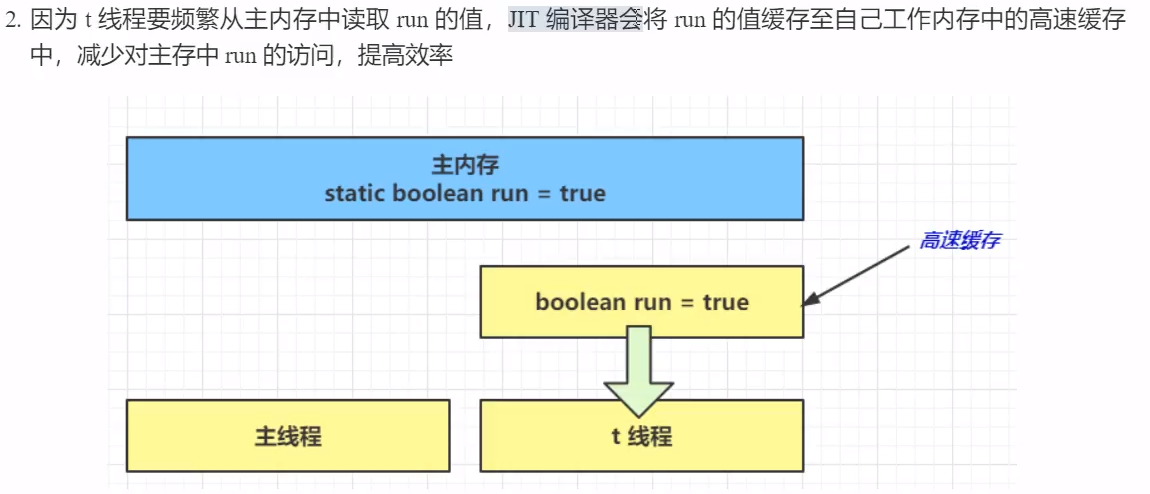 2. 因为 t 线程要频繁从主内存中读取 run 的值，JIT 编译器会将 run 的值缓存至自己工作内存中的高速缓存
中，减少对主存中 run 的访问，提高效率
主内存
static boolean run = true
高速缓存
boolean run = true
主线程
t 线程